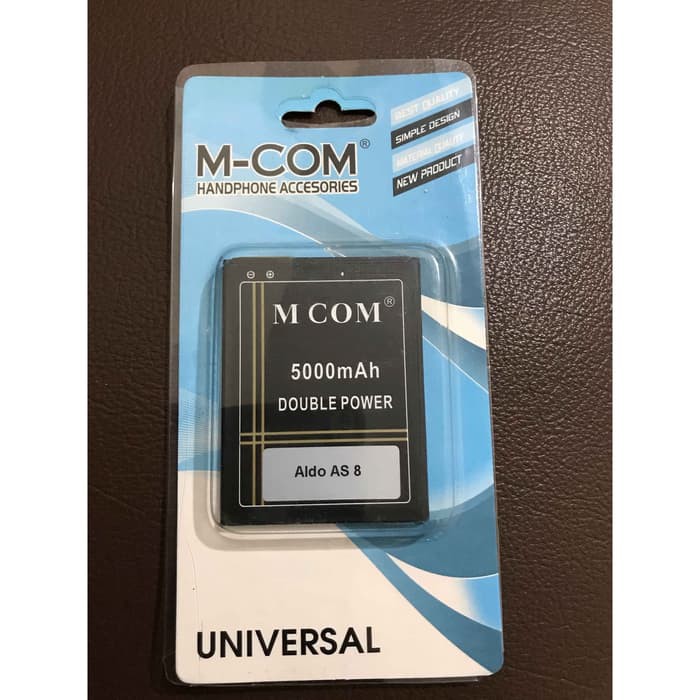 BEST QUALITY
SIMPLE DESIGN
MATERIAL QUALITY
NEW PRODUCT
M-COM®
HANDPHONE ACCESORIES
⊖ ⊕
M COM®
5000mAh
DOUBLE POWER
Aldo AS 8
UNIVERSAL